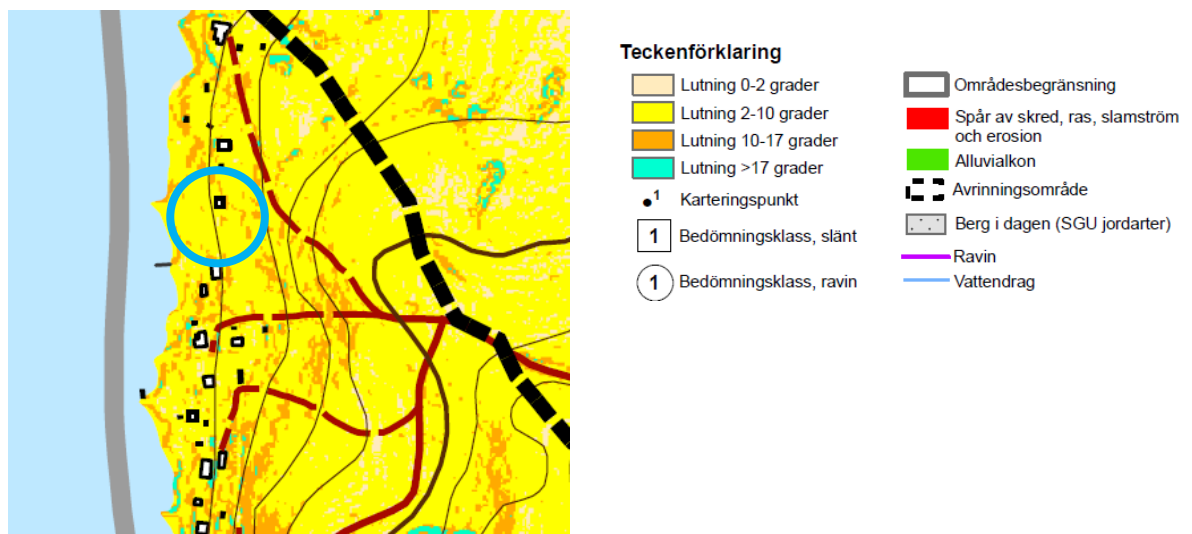 Teckenförklaring
Lutning 0-2 grader
Lutning 2-10 grader
Lutning 10-17 grader
Lutning >17 grader
1 Karteringspunkt
1 Bedömningsklass, slänt
1 Bedömningsklass, ravin
Områdesbegränsning
Spår av skred, ras, slamström
och erosion
Alluvialkon
Avrinningsområde
Berg i dagen (SGU jordarter)
Ravin
Vattendrag